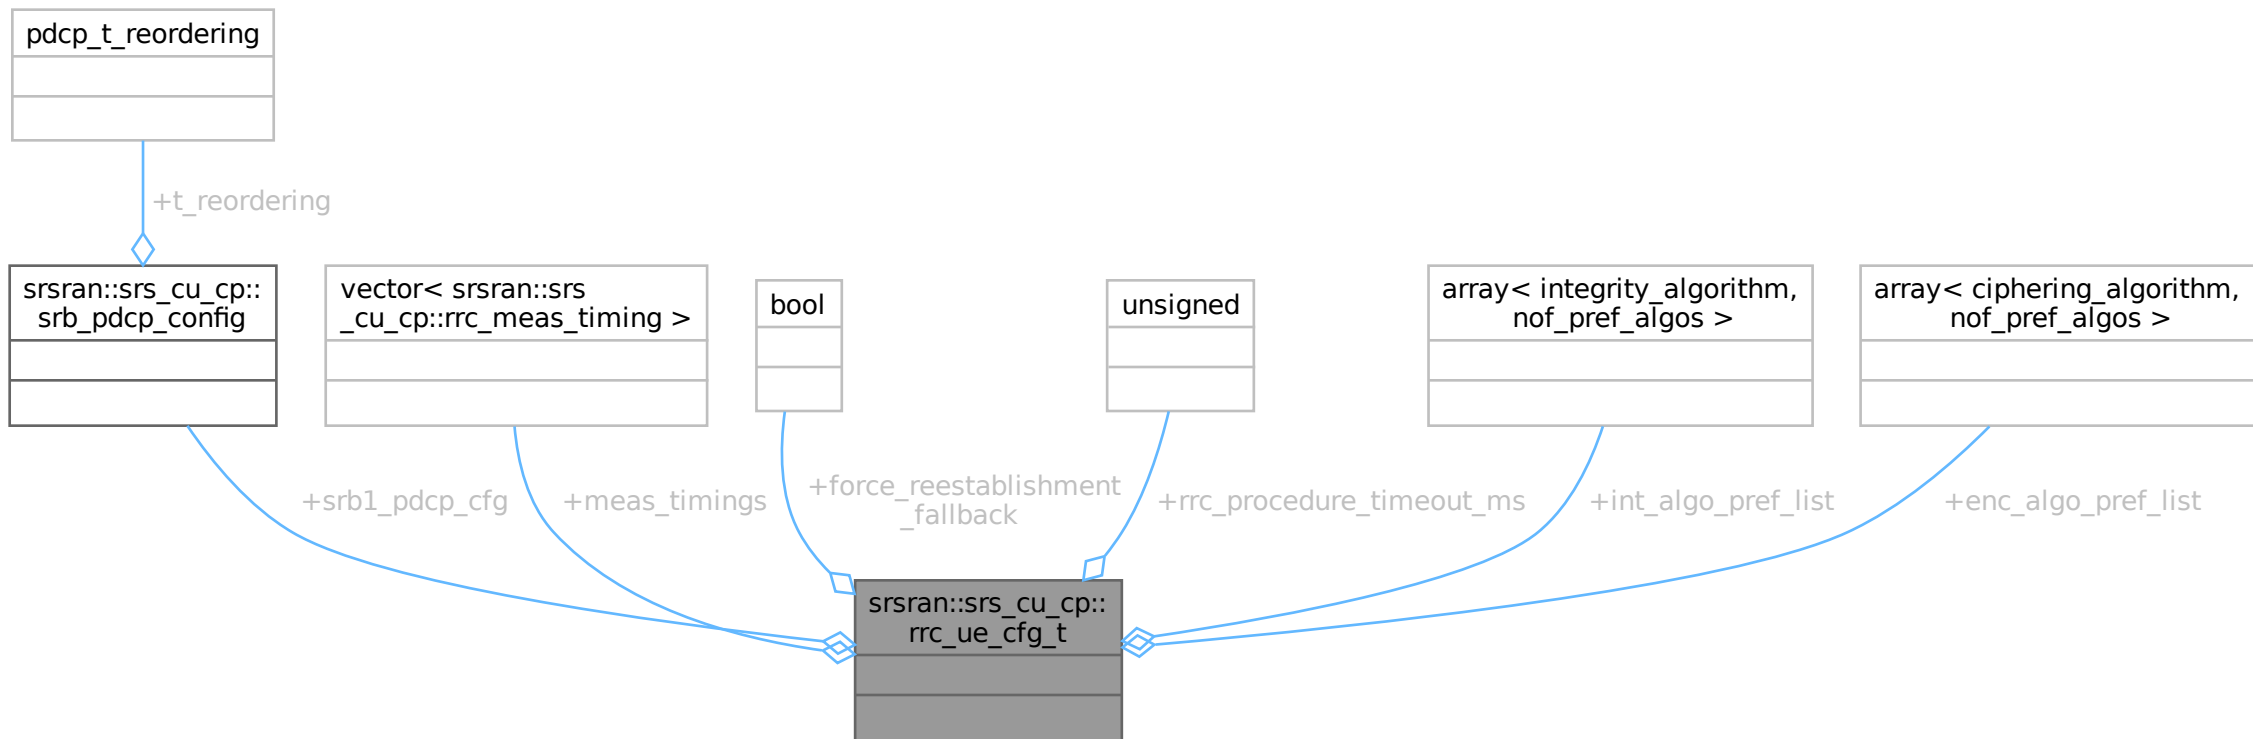 pdcp_t_reordering
+t_reordering
srsran::srs_cu_cp::
srb_pdcp_config
vector< srsran::srs
_cu_cp::rrc_meas_timing >
bool
unsigned
array< integrity_algorithm,
nof_pref_algos >
array< ciphering_algorithm,
nof_pref_algos >
+srb1_pdcp_cfg
+meas_timings
+force_reestablishment
_fallback
+rrc_procedure_timeout_ms
+int_algo_pref_list
+enc_algo_pref_list
srsran::srs_cu_cp::
rrc_ue_cfg_t